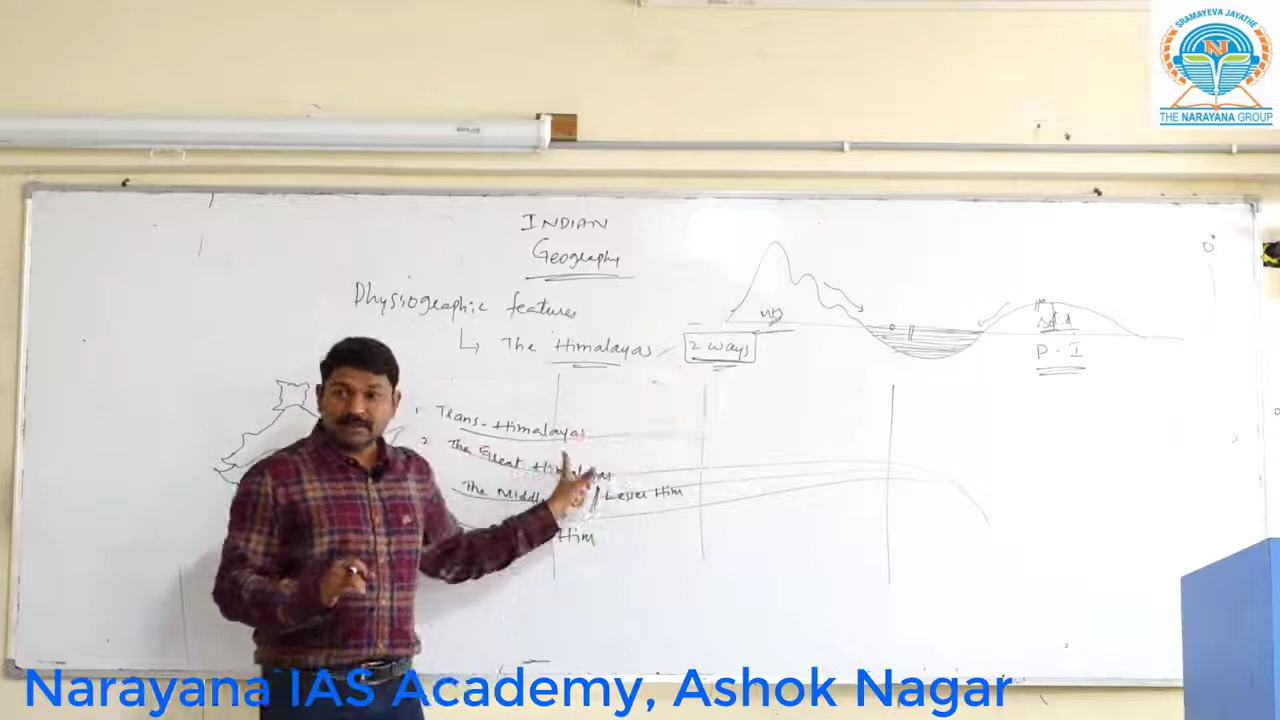 SRAMAYEVA JAYATHE
N
THE NARAYANA GROUP
INDIAN
Geography
0°
Physiographic features
↳ The Himalayas
2 ways
P. I
1 Trans-Himalayas
2 The Great Himalayas
The Middle / Lesser Him
Him
Narayana IAS Academy, Ashok Nagar